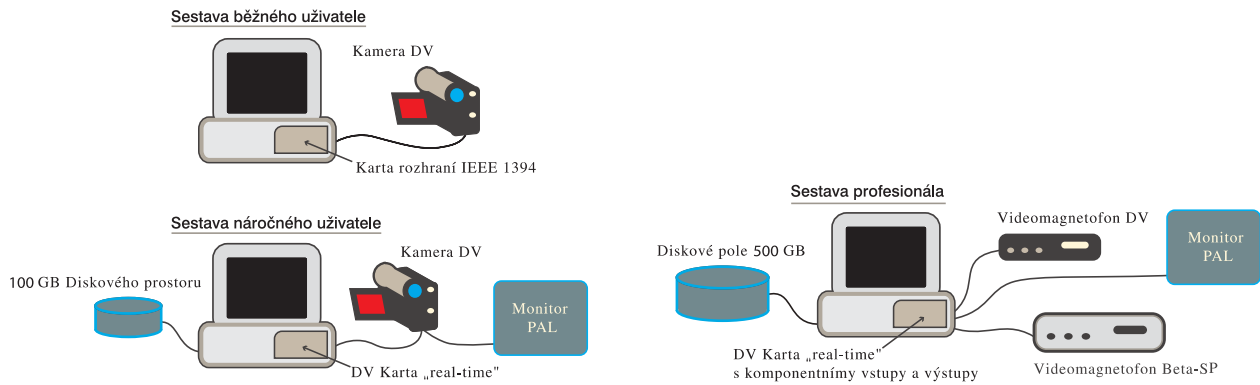 Sestava běžného uživatele
Kamera DV
Karta rozhraní IEEE 1394
Sestava náročného uživatele
Kamera DV
100 GB Diskového prostoru
Monitor
PAL
DV Karta „real-time"
Sestava profesionála
Videomagnetofon DV
Monitor
PAL
Diskové pole 500 GB
DV Karta „real-time"
s komponentnímy vstupy a výstupy
Videomagnetofon Beta-SP